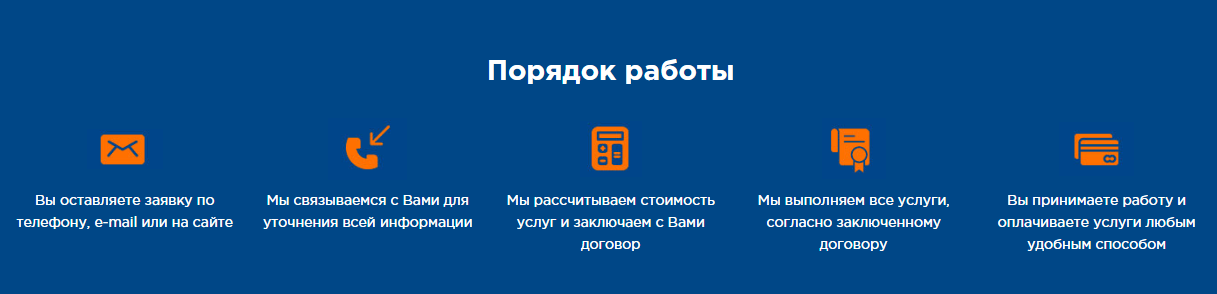 Порядок работы
Вы оставляете заявку по
телефону, e-mail или на сайте
Мы связываемся с Вами для
уточнения всей информации
Мы рассчитываем стоимость
услуг и заключаем с Вами
договор
Мы выполняем все услуги,
согласно заключенному
договору
Вы принимаете работу и
оплачиваете услуги любым
удобным способом